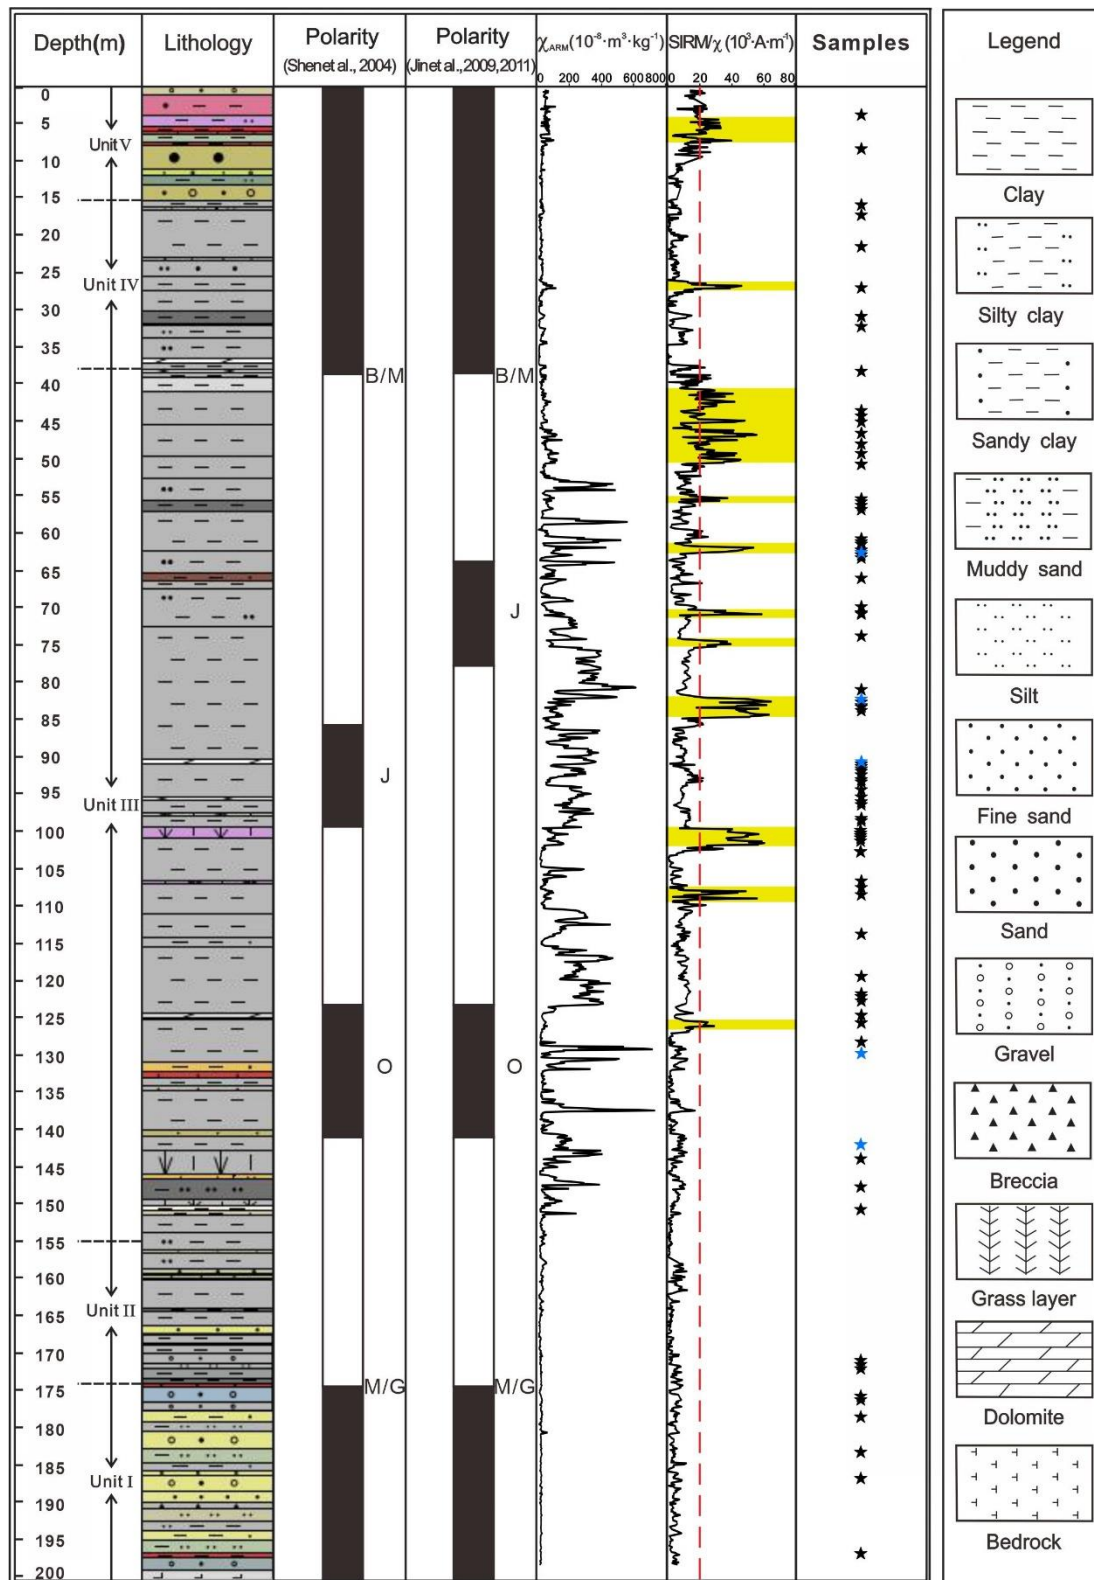 Depth(m)
Lithology
Polarity
(Shen et al., 2004)
Polarity
(Jin et al., 2009, 2011)
χARM (10⁻⁸·m³·kg⁻¹)
SIRM/χ (10³·A·m⁻¹)
Samples
Legend
0 200 400 600 800
0 20 40 60 80
0
5
Unit V
10
15
20
25
Unit IV
30
35
B/M
B/M
40
45
50
55
60
65
70
J
75
80
85
90
J
95
Unit III
100
105
110
115
120
125
130
O
O
135
140
145
150
155
160
Unit II
165
170
175
M/G
M/G
180
185
Unit I
190
195
200
Clay
Silty clay
Sandy clay
Muddy sand
Silt
Fine sand
Sand
Gravel
Breccia
Grass layer
Dolomite
Bedrock